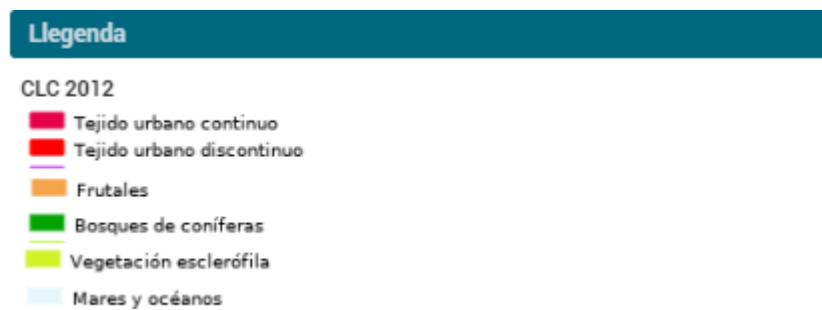 Llegenda
CLC 2012
Tejido urbano continuo
Tejido urbano discontinuo
Frutales
Bosques de coníferas
Vegetación esclerófila
Mares y océanos